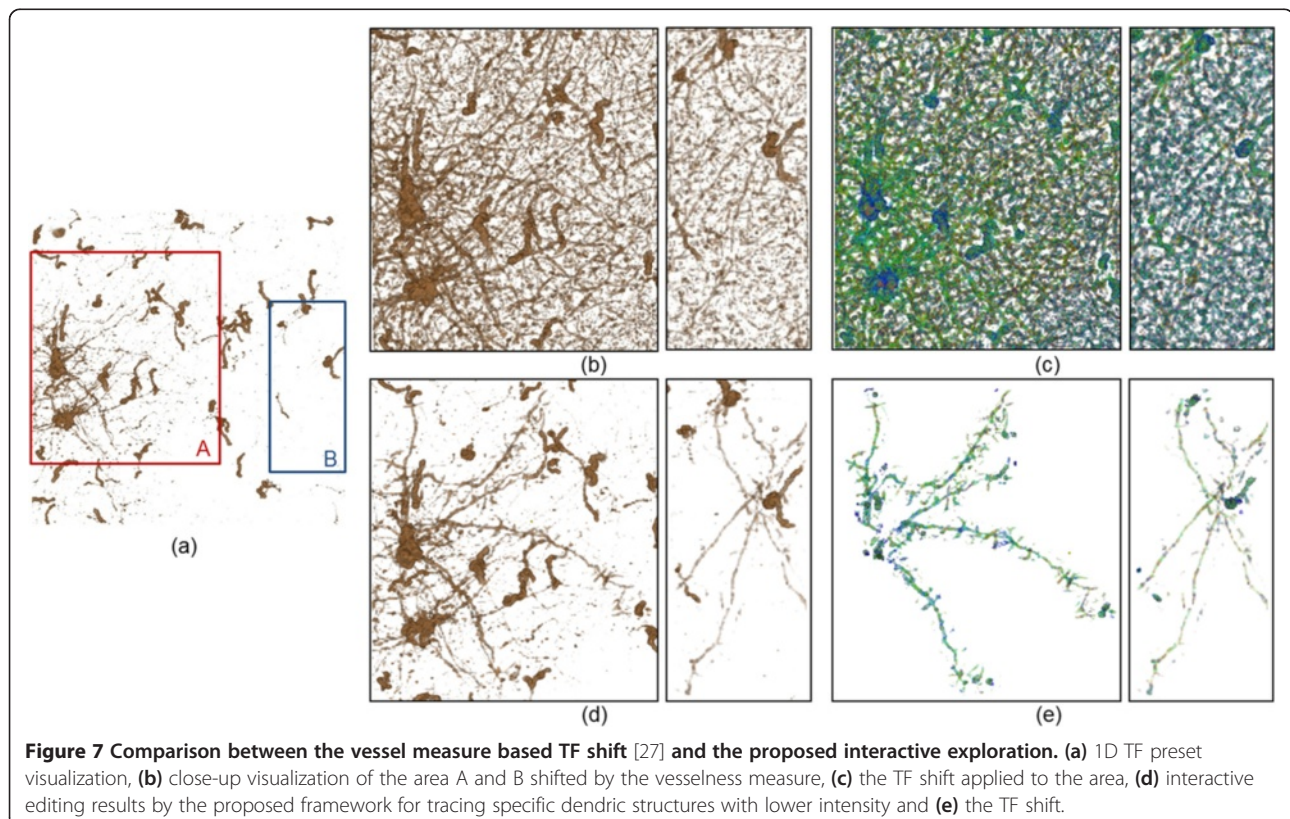 A
B
(a)
(b)
(c)
(d)
(e)
Figure 7 Comparison between the vessel measure based TF shift [27] and the proposed interactive exploration. (a) 1D TF preset
visualization, (b) close-up visualization of the area A and B shifted by the vesselness measure, (c) the TF shift applied to the area, (d) interactive
editing results by the proposed framework for tracing specific dendric structures with lower intensity and (e) the TF shift.